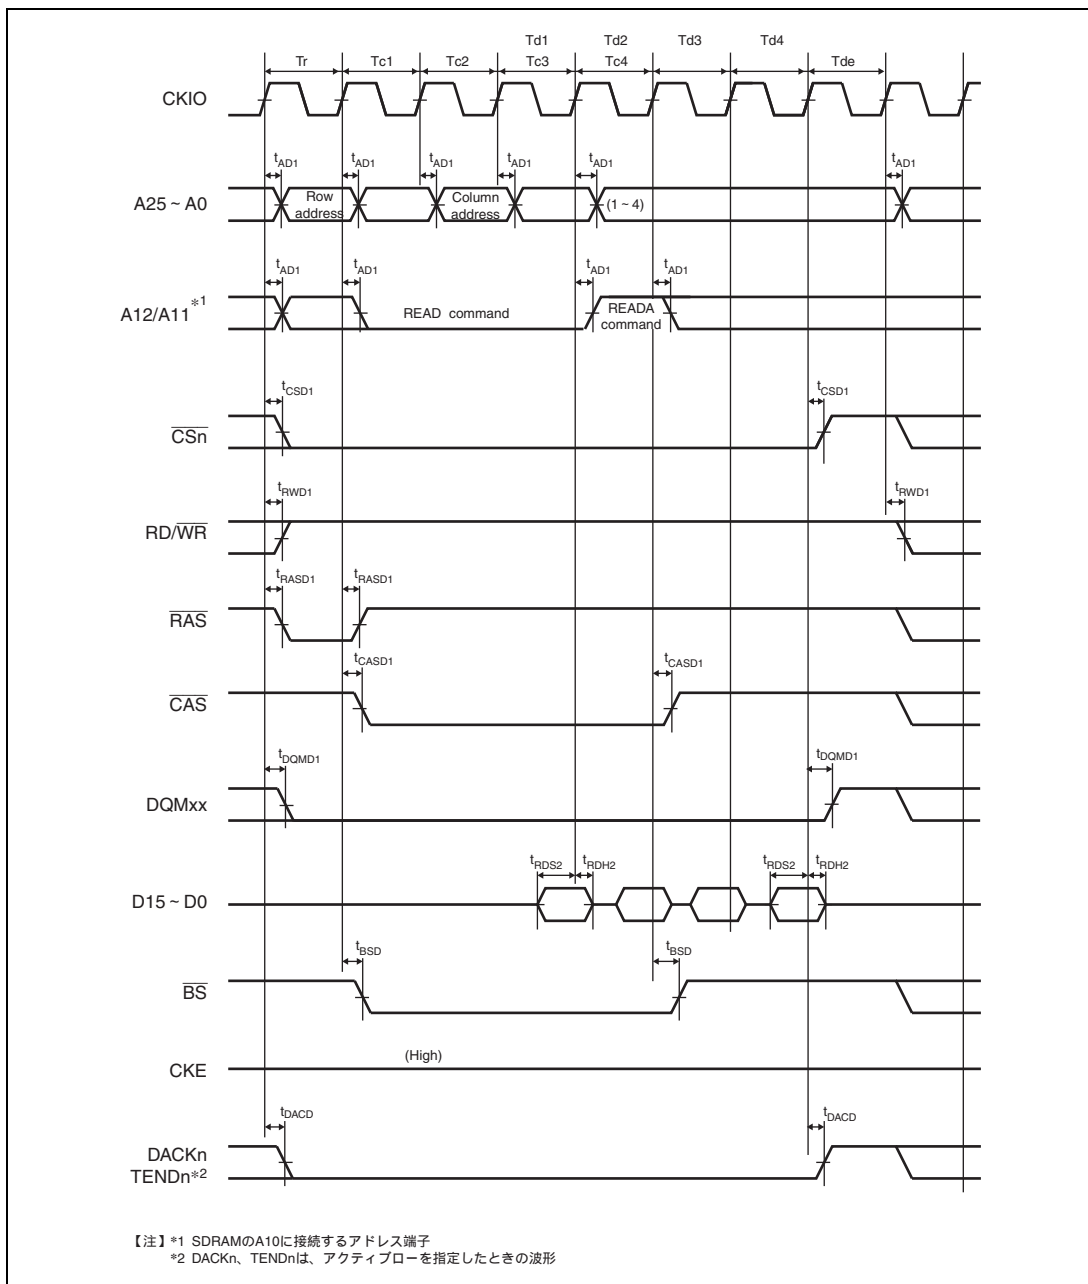 Td1 Td2 Td3 Td4
Tr Tc1 Tc2 Tc3 Tc4 Tde
CKIO
tAD1 tAD1 tAD1 tAD1 tAD1 tAD1
A25~A0
Row address
Column address
(1~4)
tAD1 tAD1 tAD1 tAD1
A12/A11*1
READ command
READA command
tCSD1 tCSD1
CSn
tRWD1 tRWD1
RD/WR
tRASD1 tRASD1
RAS
tCASD1 tCASD1
CAS
tDQMD1 tDQMD1
DQMxx
tRDS2 tRDH2 tRDS2 tRDH2
D15~D0
tBSD tBSD
BS
(High)
CKE
tDACD tDACD
DACKn
TENDn*2
【注】*1 SDRAMのA10に接続するアドレス端子
*2 DACKn、TENDnは、アクティブローを指定したときの波形